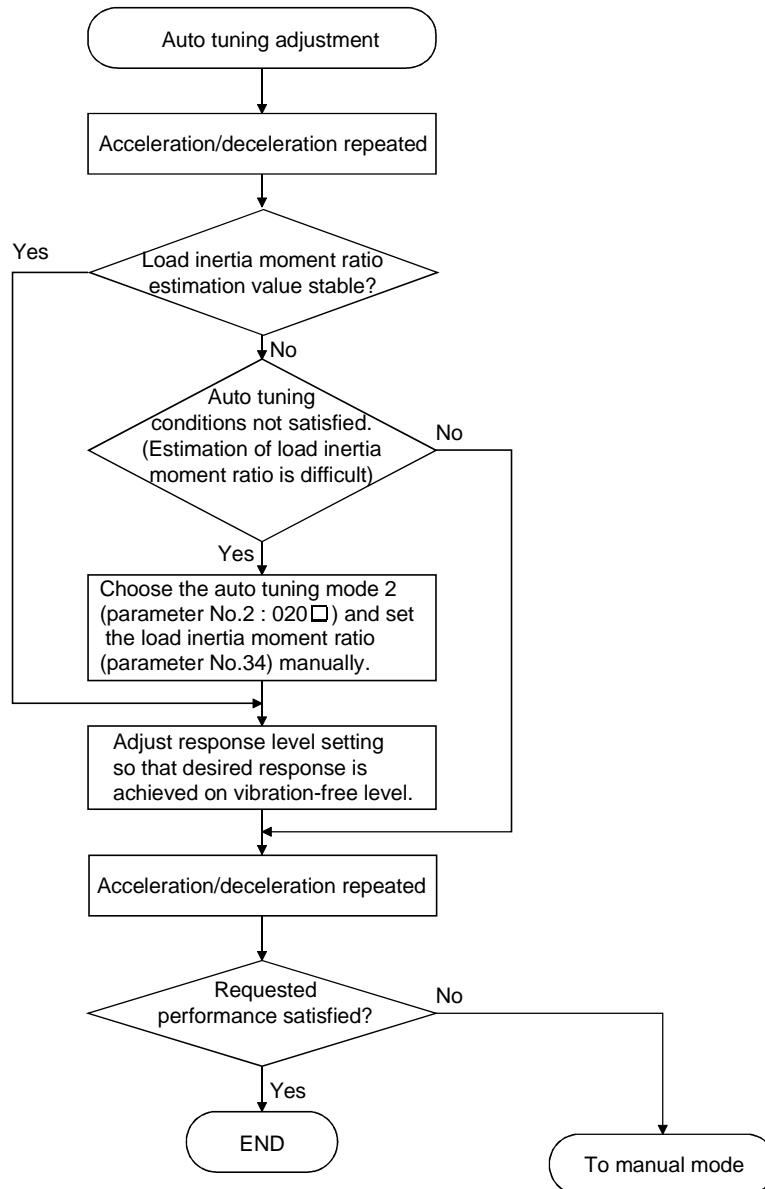 Auto tuning adjustment
Acceleration/deceleration repeated
Yes
Load inertia moment ratio
estimation value stable?
No
Auto tuning
conditions not satisfied.
(Estimation of load inertia
moment ratio is difficult)
No
Yes
Choose the auto tuning mode 2
(parameter No.2 : 020□) and set
the load inertia moment ratio
(parameter No.34) manually.
Adjust response level setting
so that desired response is
achieved on vibration-free level.
Acceleration/deceleration repeated
Requested
performance satisfied?
No
Yes
END
To manual mode